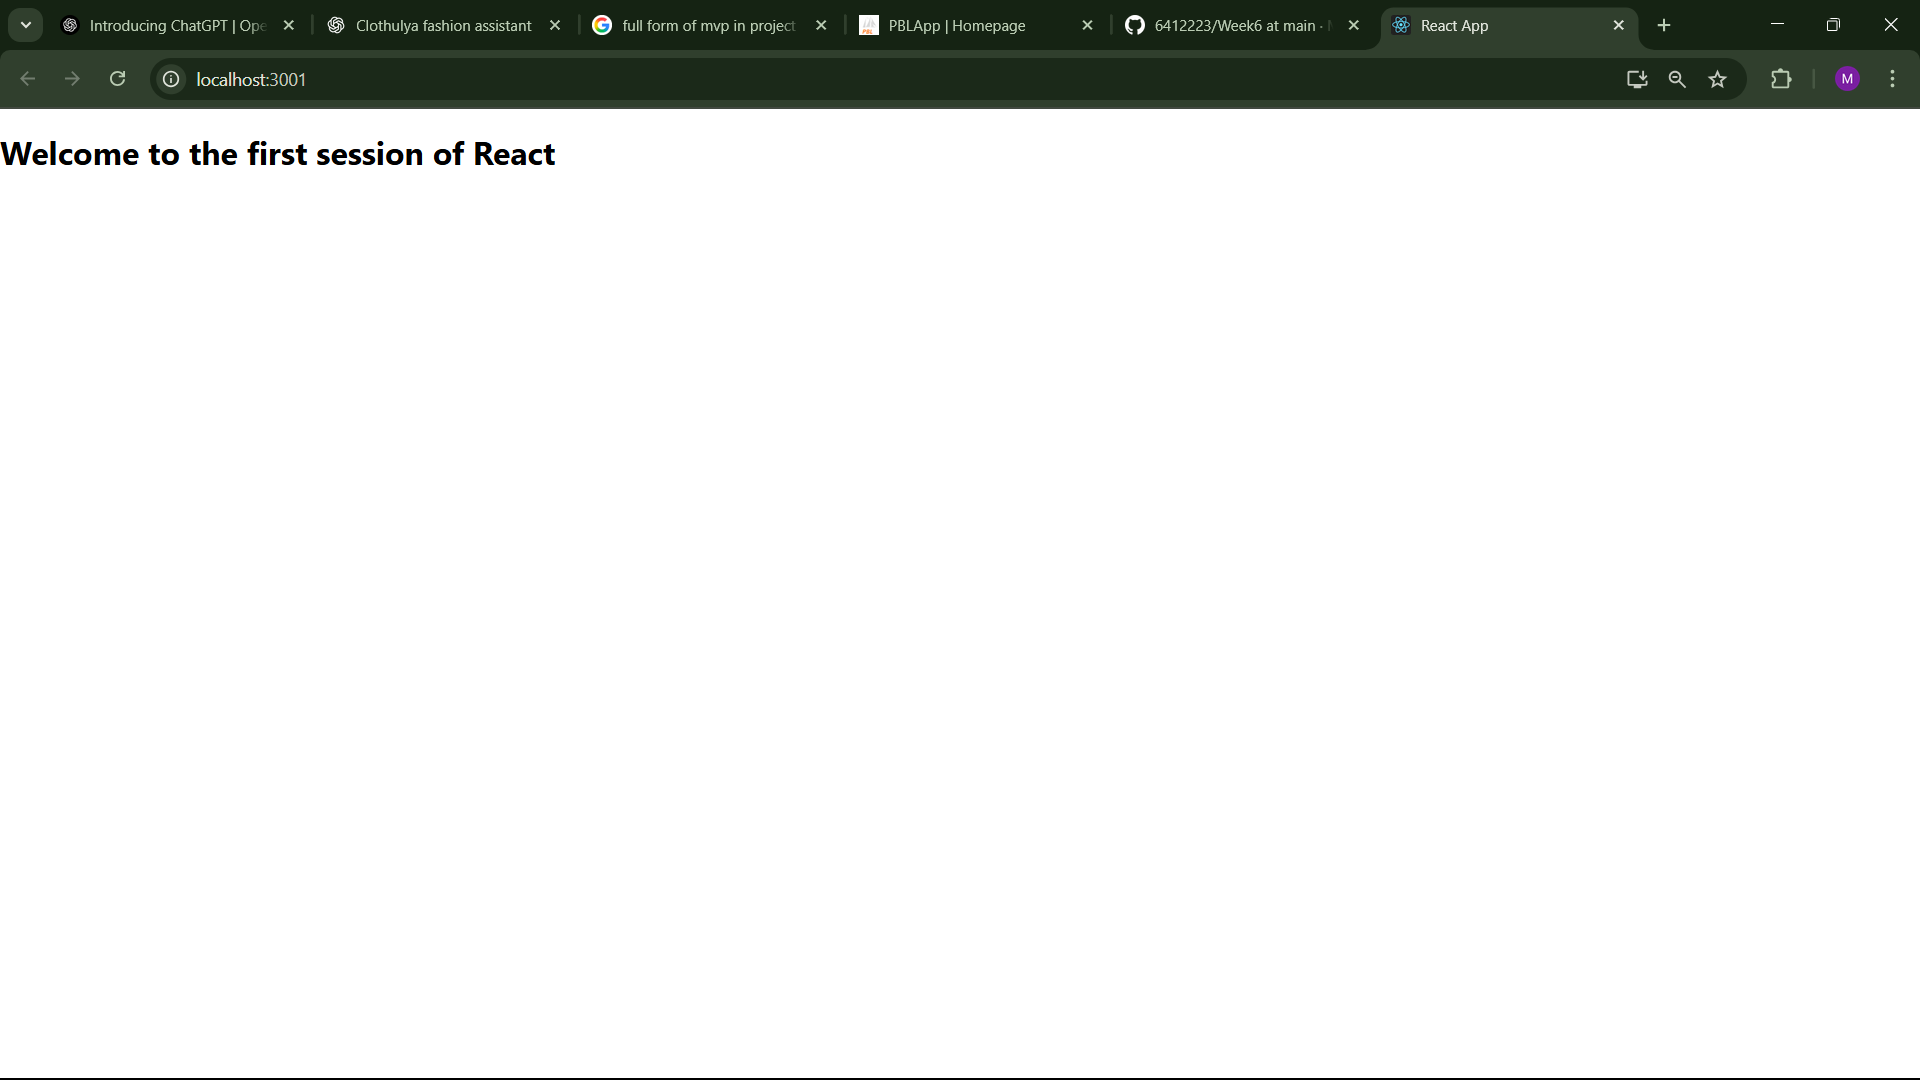 Introducing ChatGPT | Ope
Clothulya fashion assistant
full form of mvp in project
PBLApp | Homepage
6412223/Week6 at main ·
React App
localhost:3001
M
Welcome to the first session of React